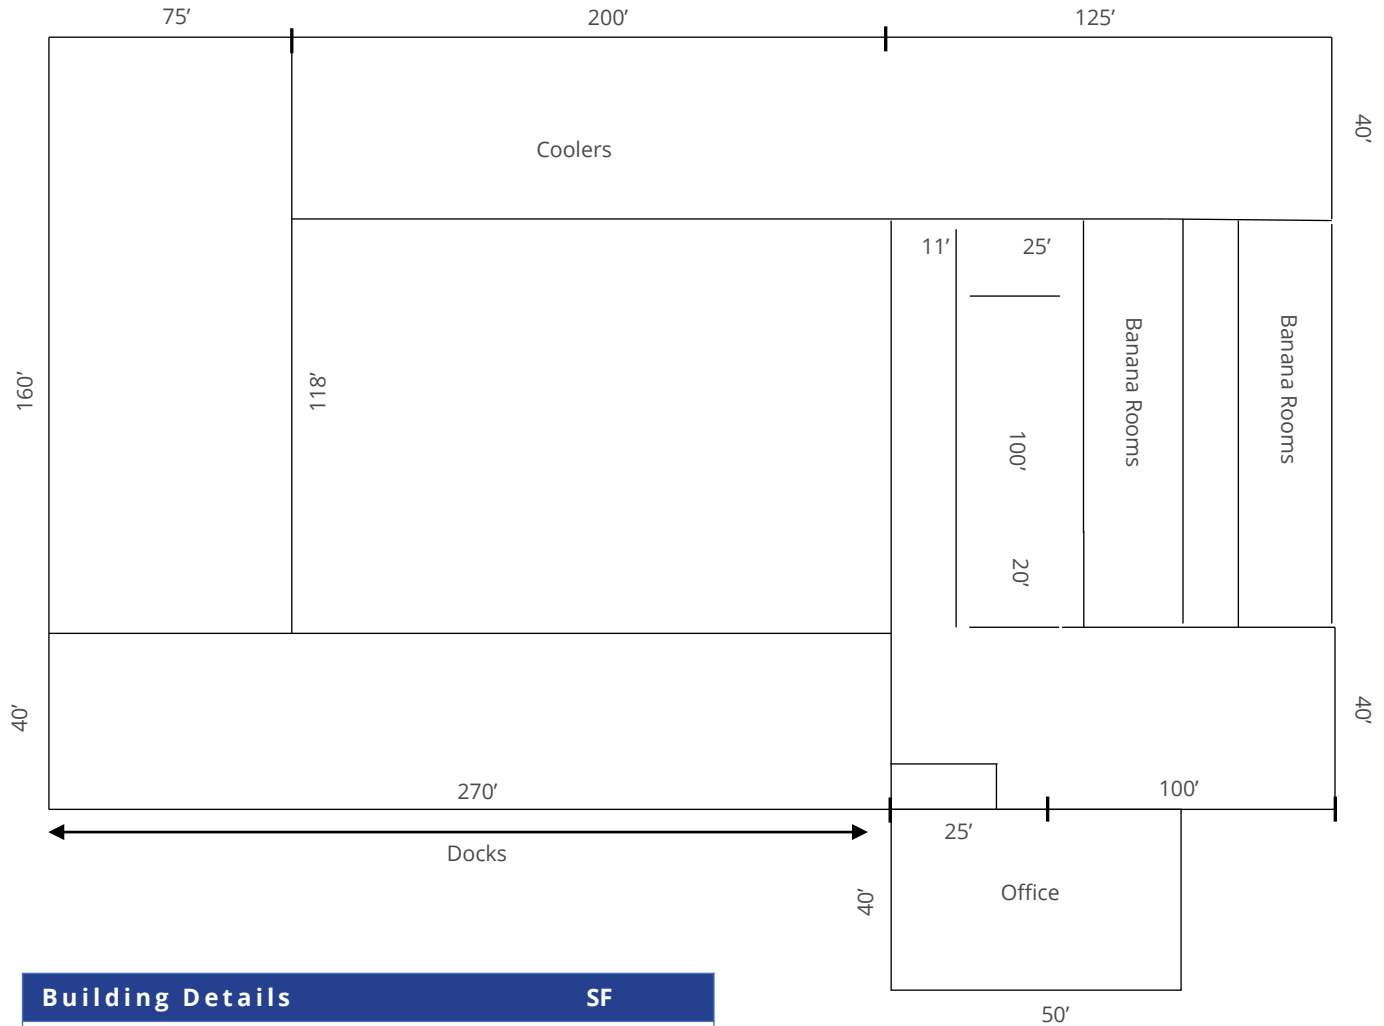 75’ 200’ 125’
40’
Coolers
11’ 25’
Banana Rooms
Banana Rooms
160’
118’
100’
20’
40’
40’
270’
100’
25’
Docks
40’
Office
Building Details SF
50’